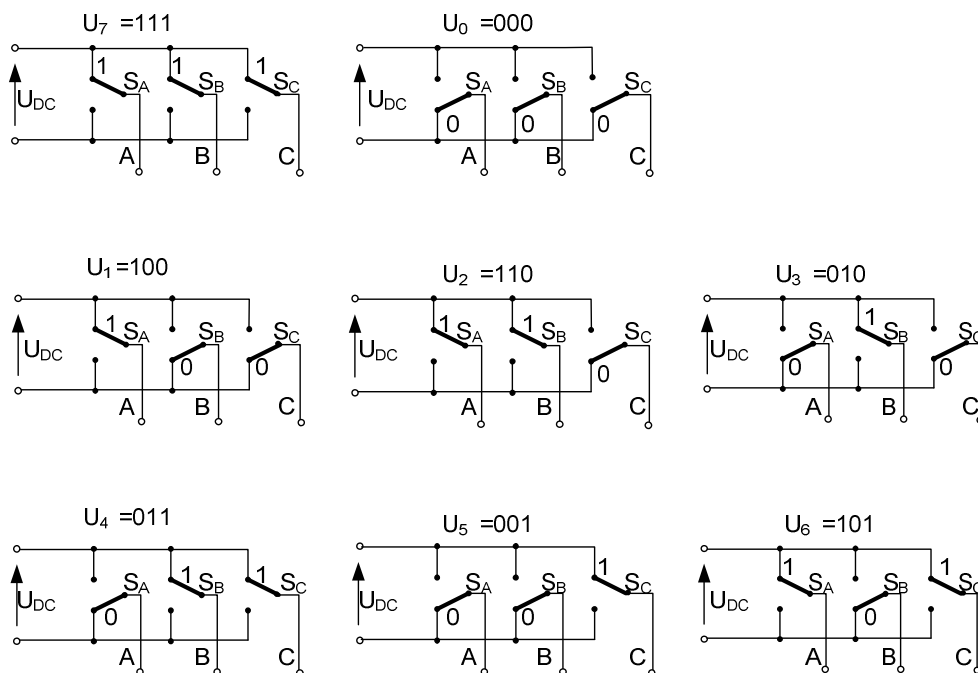 U7 =111
U0 =000
1 1 1
SA SB SC
UDC
A B C
SA SB SC
UDC
0 0 0
A B C
U1 =100
U2 =110
U3 =010
1
SA SB SC
UDC
0 0
A B C
1 1
SA SB SC
UDC
0
A B C
1
SA SB SC
UDC
0 0
A B C
U4 =011
U5 =001
U6 =101
1 1
SA SB SC
UDC
0
A B C
1
SA SB SC
UDC
0 0
A B C
1 1
SA SB SC
UDC
0
A B C